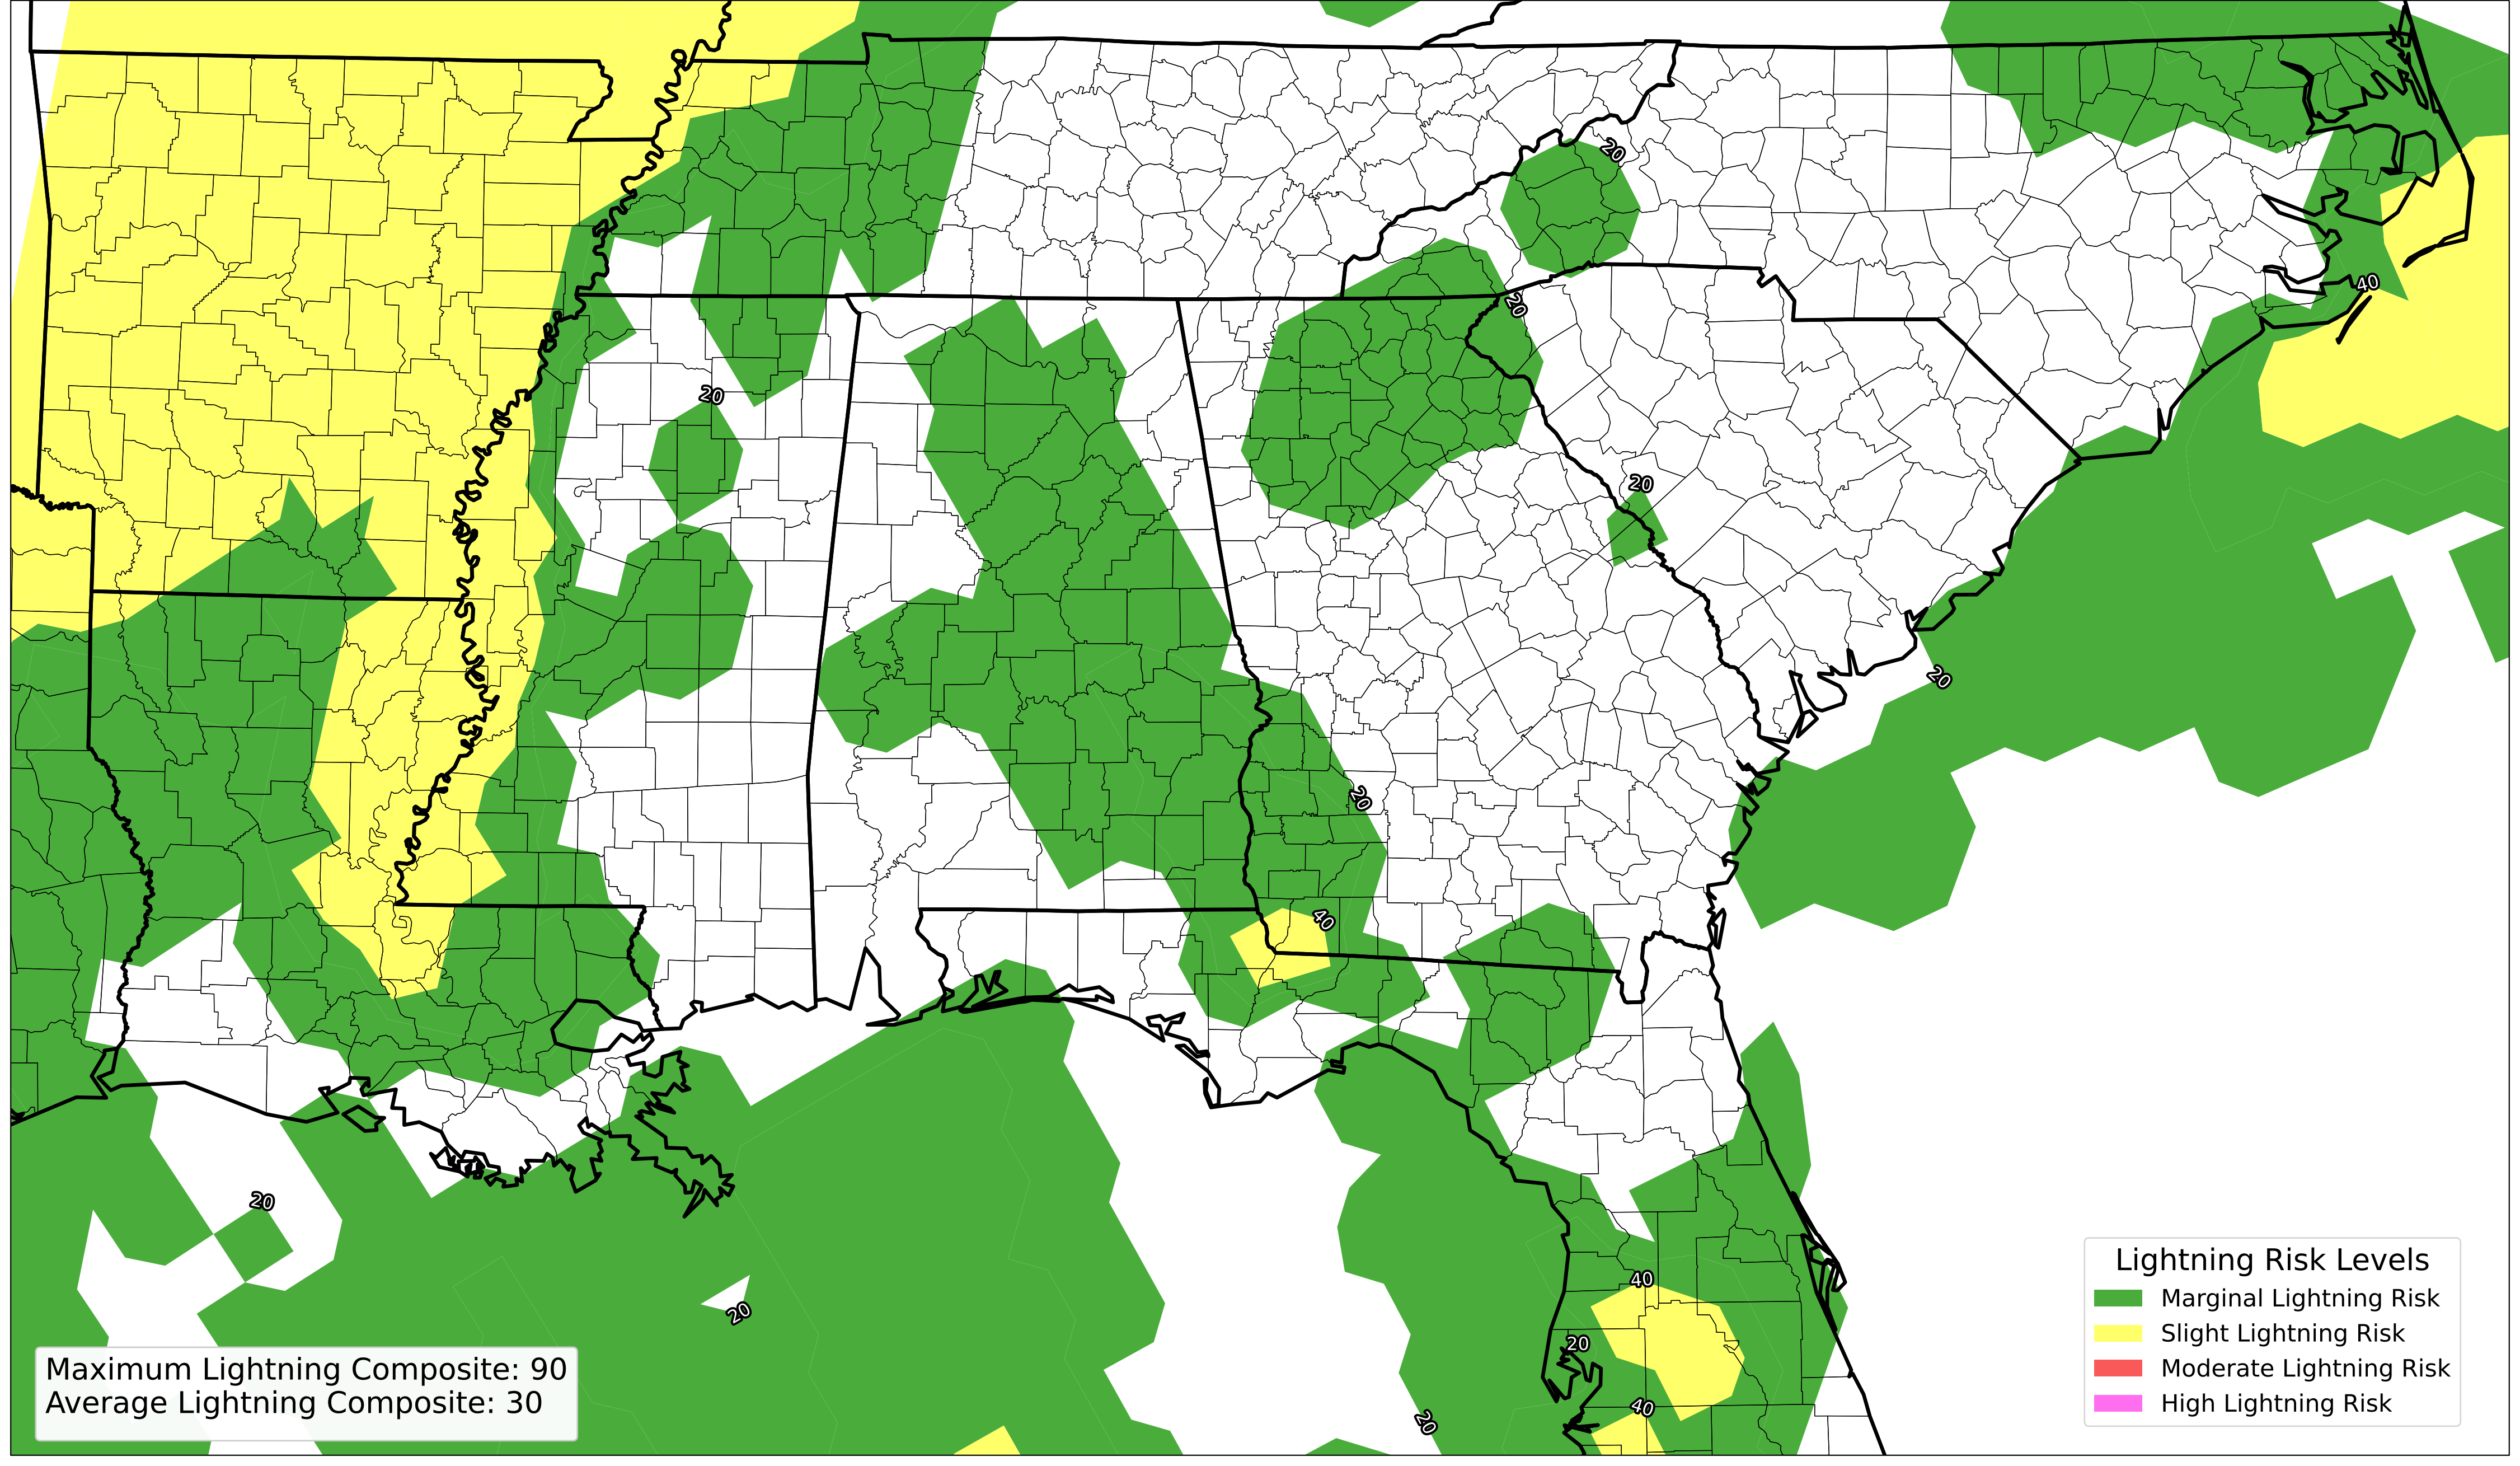 20
20
40
20
20
20
20
40
20
40
20
20
40
20
Lightning Risk Levels
Marginal Lightning Risk
Slight Lightning Risk
Moderate Lightning Risk
High Lightning Risk
Maximum Lightning Composite: 90
Average Lightning Composite: 30